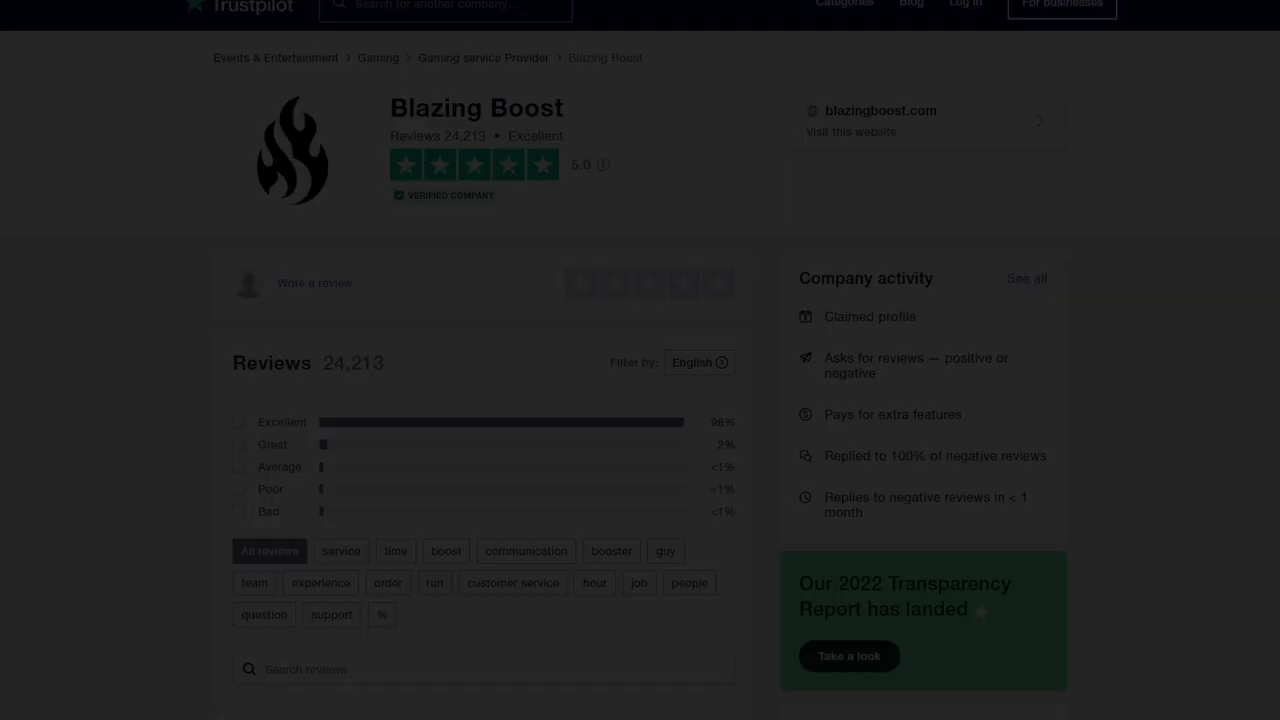 Trustpilot
Search for another company...
Categories
Blog
Log in
For businesses
Events & Entertainment > Gaming > Gaming service Provider > Blazing Boost
Blazing Boost
Reviews 24,213 • Excellent
5.0
VERIFIED COMPANY
blazingboost.com
Visit this website
Write a review
Reviews 24,213
Filter by: English
Excellent 98%
Great 2%
Average <1%
Poor <1%
Bad <1%
All reviews service time boost communication booster guy
team experience order run customer service hour job people
question support %
Search reviews
Company activity See all
Claimed profile
Asks for reviews — positive or
negative
Pays for extra features
Replied to 100% of negative reviews
Replies to negative reviews in < 1
month
Our 2022 Transparency
Report has landed
Take a look